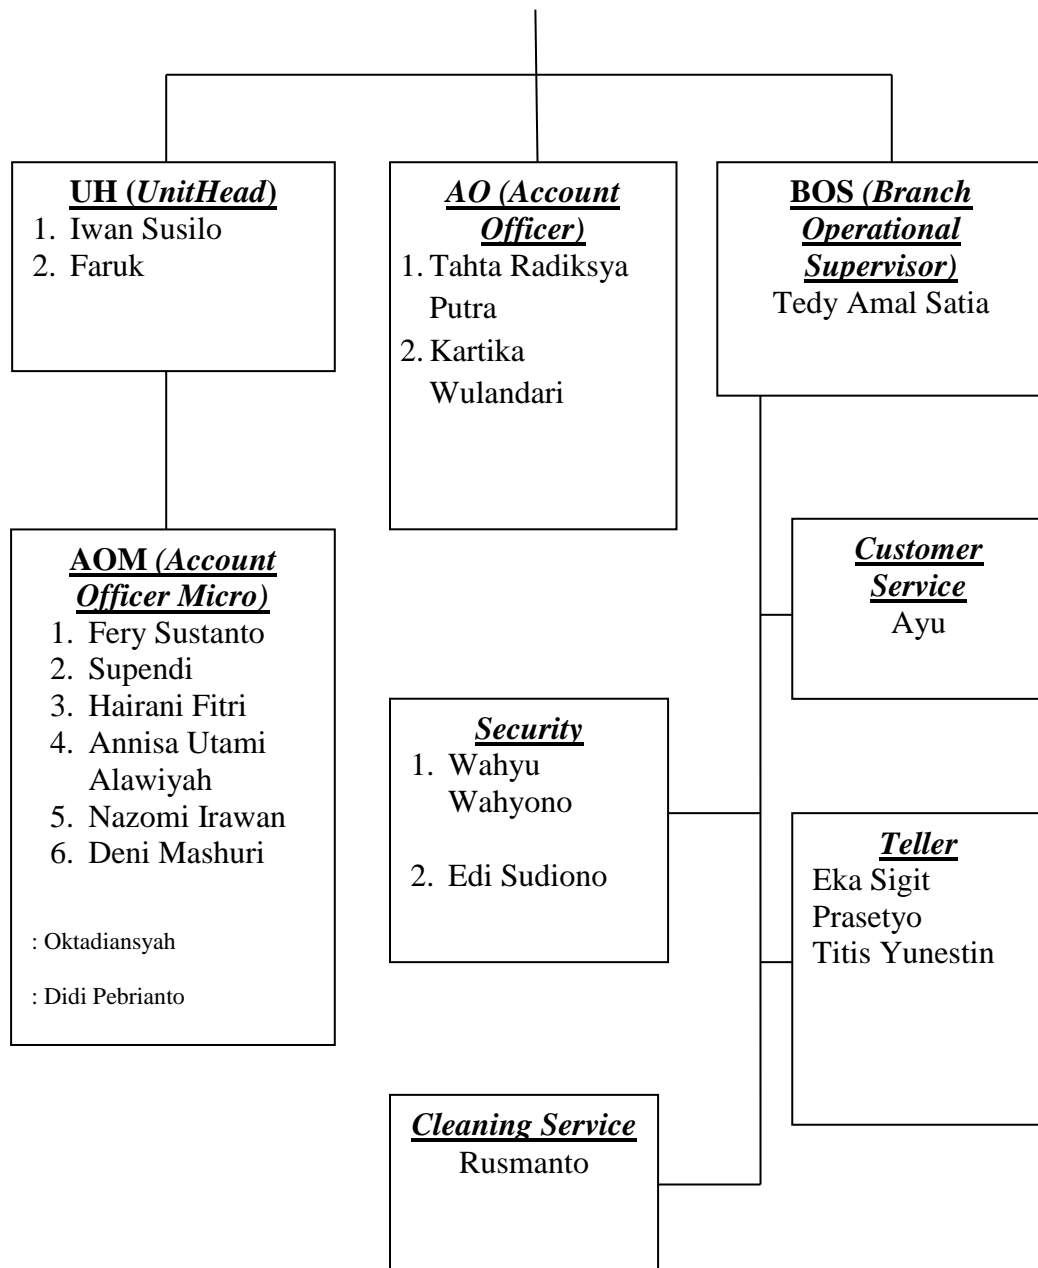 UH (UnitHead)
1. Iwan Susilo
2. Faruk
AO (Account
Officer)
1. Tahta Radiksya
Putra
2. Kartika
Wulandari
BOS (Branch
Operational
Supervisor)
Tedy Amal Satia
AOM (Account
Officer Micro)
1. Fery Sustanto
2. Supendi
3. Hairani Fitri
4. Annisa Utami
Alawiyah
5. Nazomi Irawan
6. Deni Mashuri
: Oktadiansyah
: Didi Pebrianto
Customer
Service
Ayu
Security
1. Wahyu
Wahyono
2. Edi Sudiono
Teller
Eka Sigit
Prasetyo
Titis Yunestin
Cleaning Service
Rusmanto